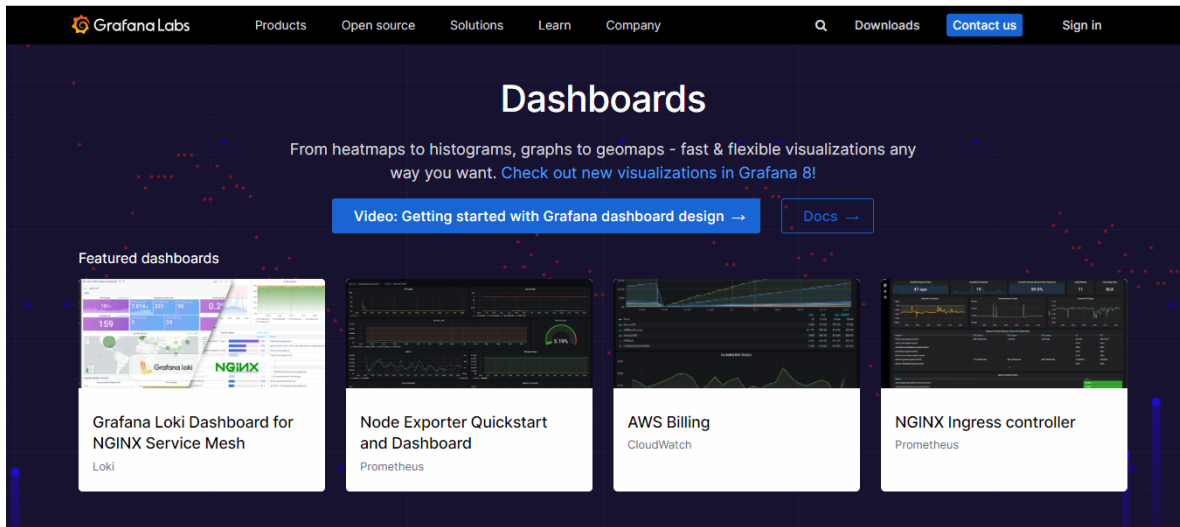 Grafana Labs Products Open source Solutions Learn Company Downloads Contact us Sign in
Dashboards
From heatmaps to histograms, graphs to geomaps - fast & flexible visualizations any
way you want. Check out new visualizations in Grafana 8!
Video: Getting started with Grafana dashboard design → Docs →
Featured dashboards
159
Grafana loki
NGINX
5.19%
Grafana Loki Dashboard for
NGINX Service Mesh
Loki
Node Exporter Quickstart
and Dashboard
Prometheus
AWS Billing
CloudWatch
NGINX Ingress controller
Prometheus